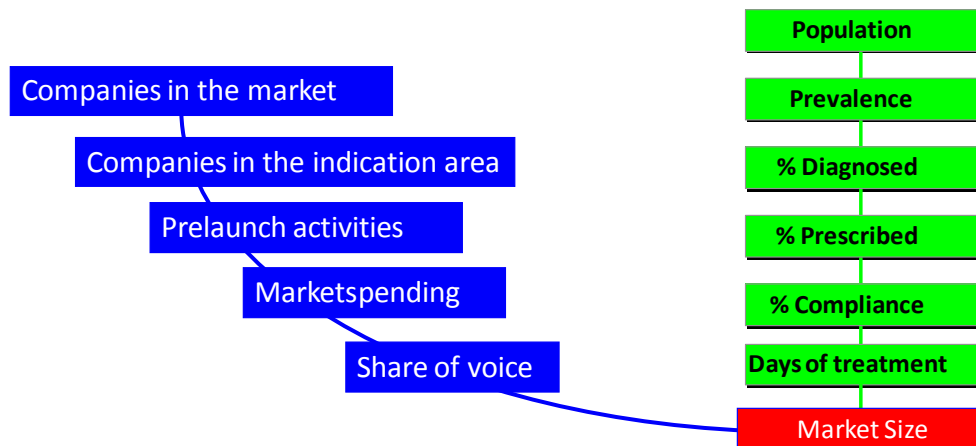 Companies in the market
Companies in the indication area
Prelaunch activities
Marketspending
Share of voice
Population
Prevalence
% Diagnosed
% Prescribed
% Compliance
Days of treatment
Market Size